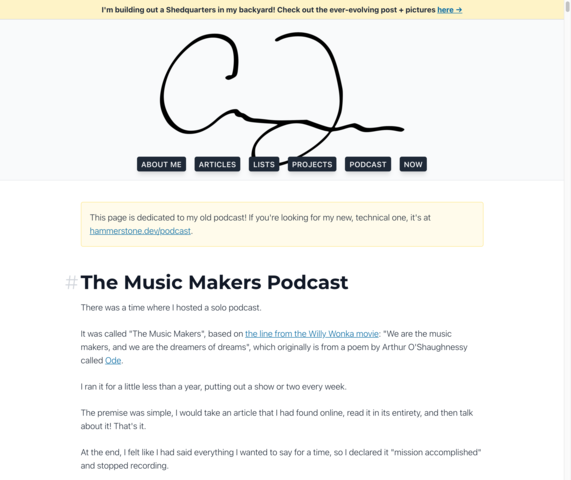 I'm building out a Shedquarters in my backyard! Check out the ever-evolving post + pictures here →
ABOUT ME ARTICLES LISTS PROJECTS PODCAST NOW
This page is dedicated to my old podcast! If you're looking for my new, technical one, it's at
hammerstone.dev/podcast.
# The Music Makers Podcast
There was a time where I hosted a solo podcast.
It was called "The Music Makers", based on the line from the Willy Wonka movie: "We are the music
makers, and we are the dreamers of dreams", which originally is from a poem by Arthur O'Shaughnessy
called Ode.
I ran it for a little less than a year, putting out a show or two every week.
The premise was simple, I would take an article that I had found online, read it in its entirety, and then talk
about it! That's it.
At the end, I felt like I had said everything I wanted to say for a time, so I declared it "mission accomplished"
and stopped recording.